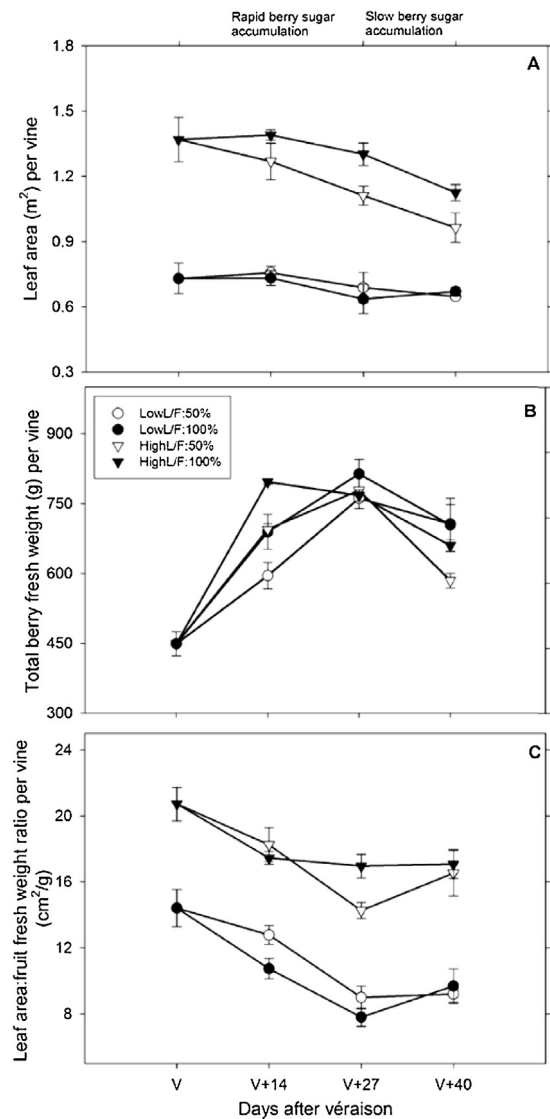 Rapid berry sugar
accumulation
Slow berry sugar
accumulation
1.8
1.5
1.2
0.9
0.6
0.3
A
Leaf area (m²) per vine
900
750
600
450
300
B
LowL/F:50%
LowL/F:100%
HighL/F:50%
HighL/F:100%
Total berry fresh weight (g) per vine
24
20
16
12
8
C
Leaf area:fruit fresh weight ratio per vine
(cm²/g)
V
V+14
V+27
V+40
Days after véraison